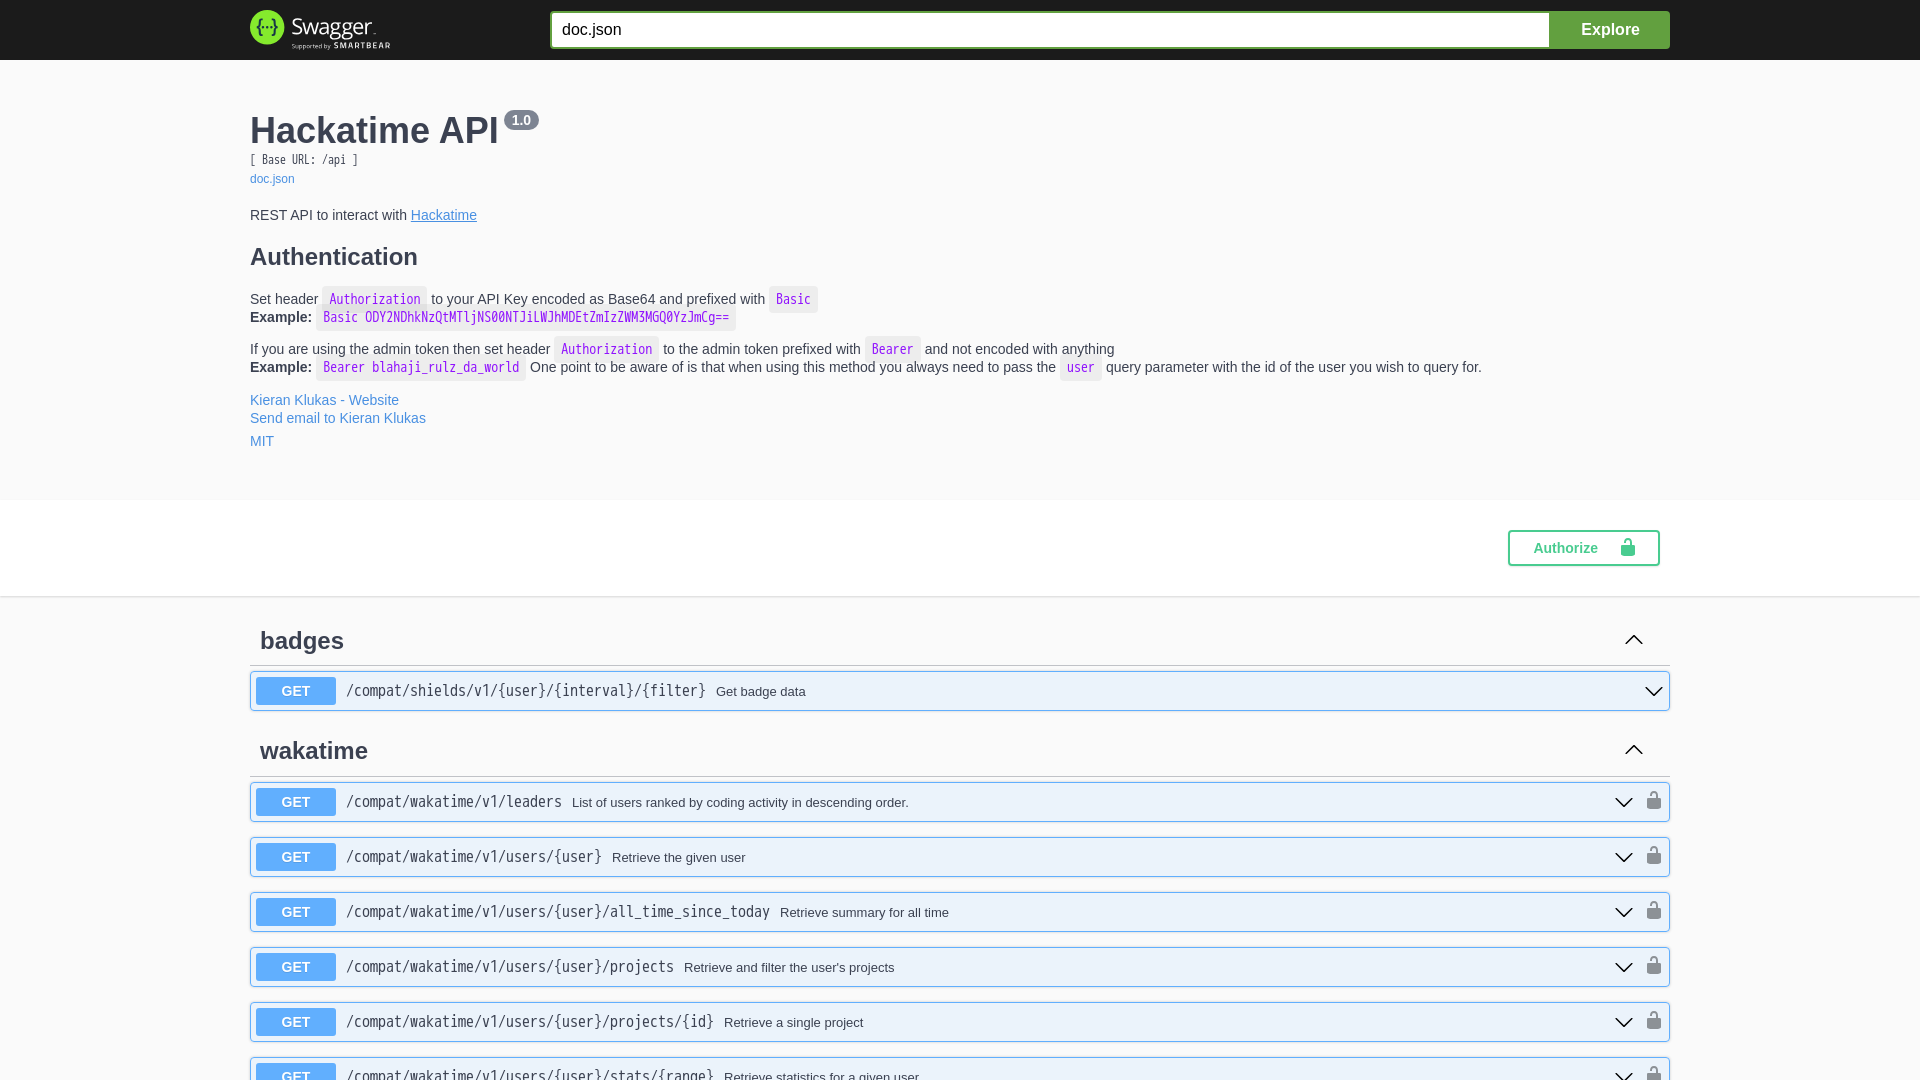 Swagger
Supported by SMARTBEAR
doc.json
Explore
Hackatime API 1.0
[ Base URL: /api ]
doc.json
REST API to interact with Hackatime
Authentication
Set header Authorization to your API Key encoded as Base64 and prefixed with Basic
Example: Basic ODY2NDhkNzQtMTljNS00NTJiLWJhMDEtZmIzZWM3MGQ0YzJmCg==
If you are using the admin token then set header Authorization to the admin token prefixed with Bearer and not encoded with anything
Example: Bearer blahaji_rulz_da_world One point to be aware of is that when using this method you always need to pass the user query parameter with the id of the user you wish to query for.
Kieran Klukas - Website
Send email to Kieran Klukas
MIT
Authorize
badges
GET /compat/shields/v1/{user}/{interval}/{filter} Get badge data
wakatime
GET /compat/wakatime/v1/leaders List of users ranked by coding activity in descending order.
GET /compat/wakatime/v1/users/{user} Retrieve the given user
GET /compat/wakatime/v1/users/{user}/all_time_since_today Retrieve summary for all time
GET /compat/wakatime/v1/users/{user}/projects Retrieve and filter the user's projects
GET /compat/wakatime/v1/users/{user}/projects/{id} Retrieve a single project
GET /compat/wakatime/v1/users/{user}/stats/{range} Retrieve statistics for a given user